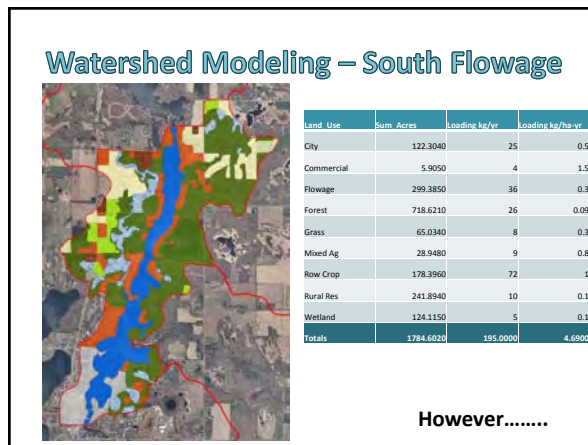 Watershed Modeling – South Flowage
Land_Use Sum_Acres Loading kg/yr Loading kg/ha-yr
City 122.3040 25 0.5
Commercial 5.9050 4 1.5
Flowage 299.3850 36 0.3
Forest 718.6210 26 0.09
Grass 65.0340 8 0.3
Mixed Ag 28.9480 9 0.8
Row Crop 178.3960 72 1
Rural Res 241.8940 10 0.1
Wetland 124.1150 5 0.1
Totals 1784.6020 195.0000 4.6900
However........